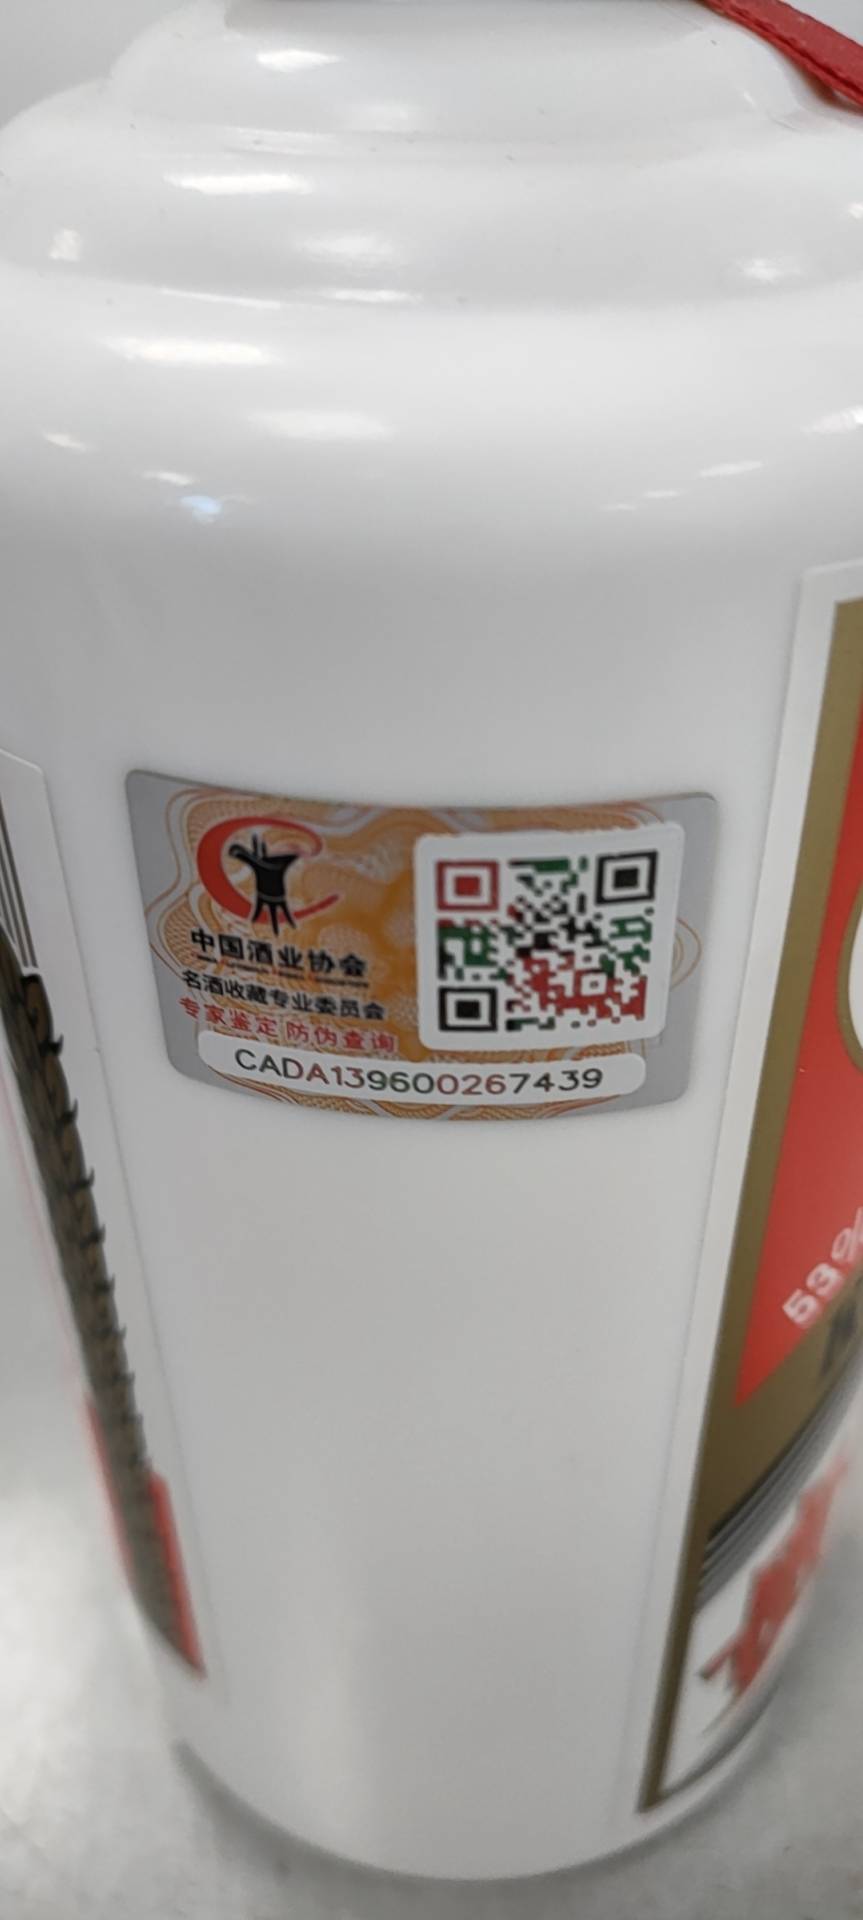 中国酒业协会
名酒收藏专业委员会
专家鉴定 防伪查询
CADA139600267439
53%